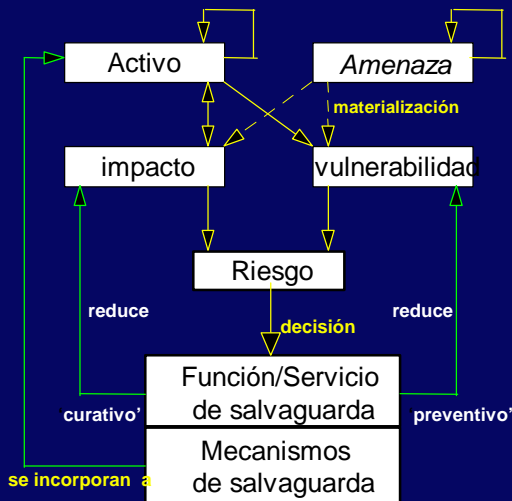 Activo
Amenaza
materialización
impacto
vulnerabilidad
Riesgo
reduce
decisión
reduce
Función/Servicio
de salvaguarda
curativo’
preventivo’
Mecanismos
de salvaguarda
se incorporan a